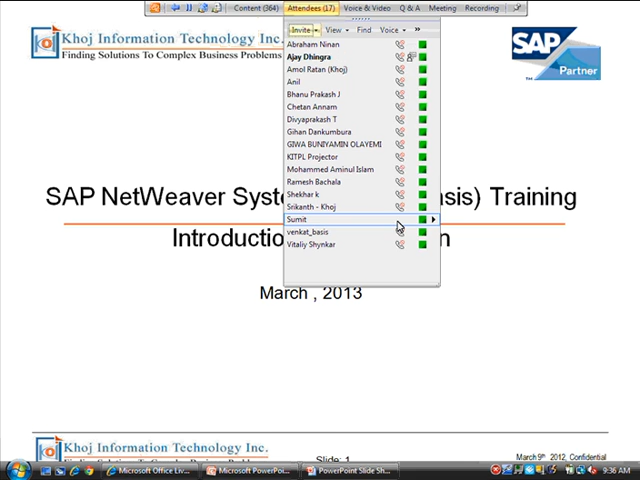 Content (364) Attendees (17) Voice & Video Q & A Meeting Recording
Khoj Information Technology Inc.
Finding Solutions To Complex Business Problems
SAP
Partner
Invite View Find Voice »
Abraham Ninan
Ajay Dhingra
Amol Ratan (Khoj)
Anil
Bhanu Prakash J
Chetan Annam
Divyaprakash T
Gihan Dankumbura
GIWA BUNIYAMIN OLAYEMI
KITPL Projector
Mohammed Aminul Islam
Ramesh Bachala
Shekhar k
Srikanth - Khoj
Sumit
venkat_basis
Vitaliy Shynkar
SAP NetWeaver Syste asis) Training
Introduction n
March , 2013
Khoj Information Technology Inc.
Slide: 1
March 9th 2012, Confidential
Microsoft Office Liv... Microsoft PowerPo... PowerPoint Slide Sh... 9:36 AM